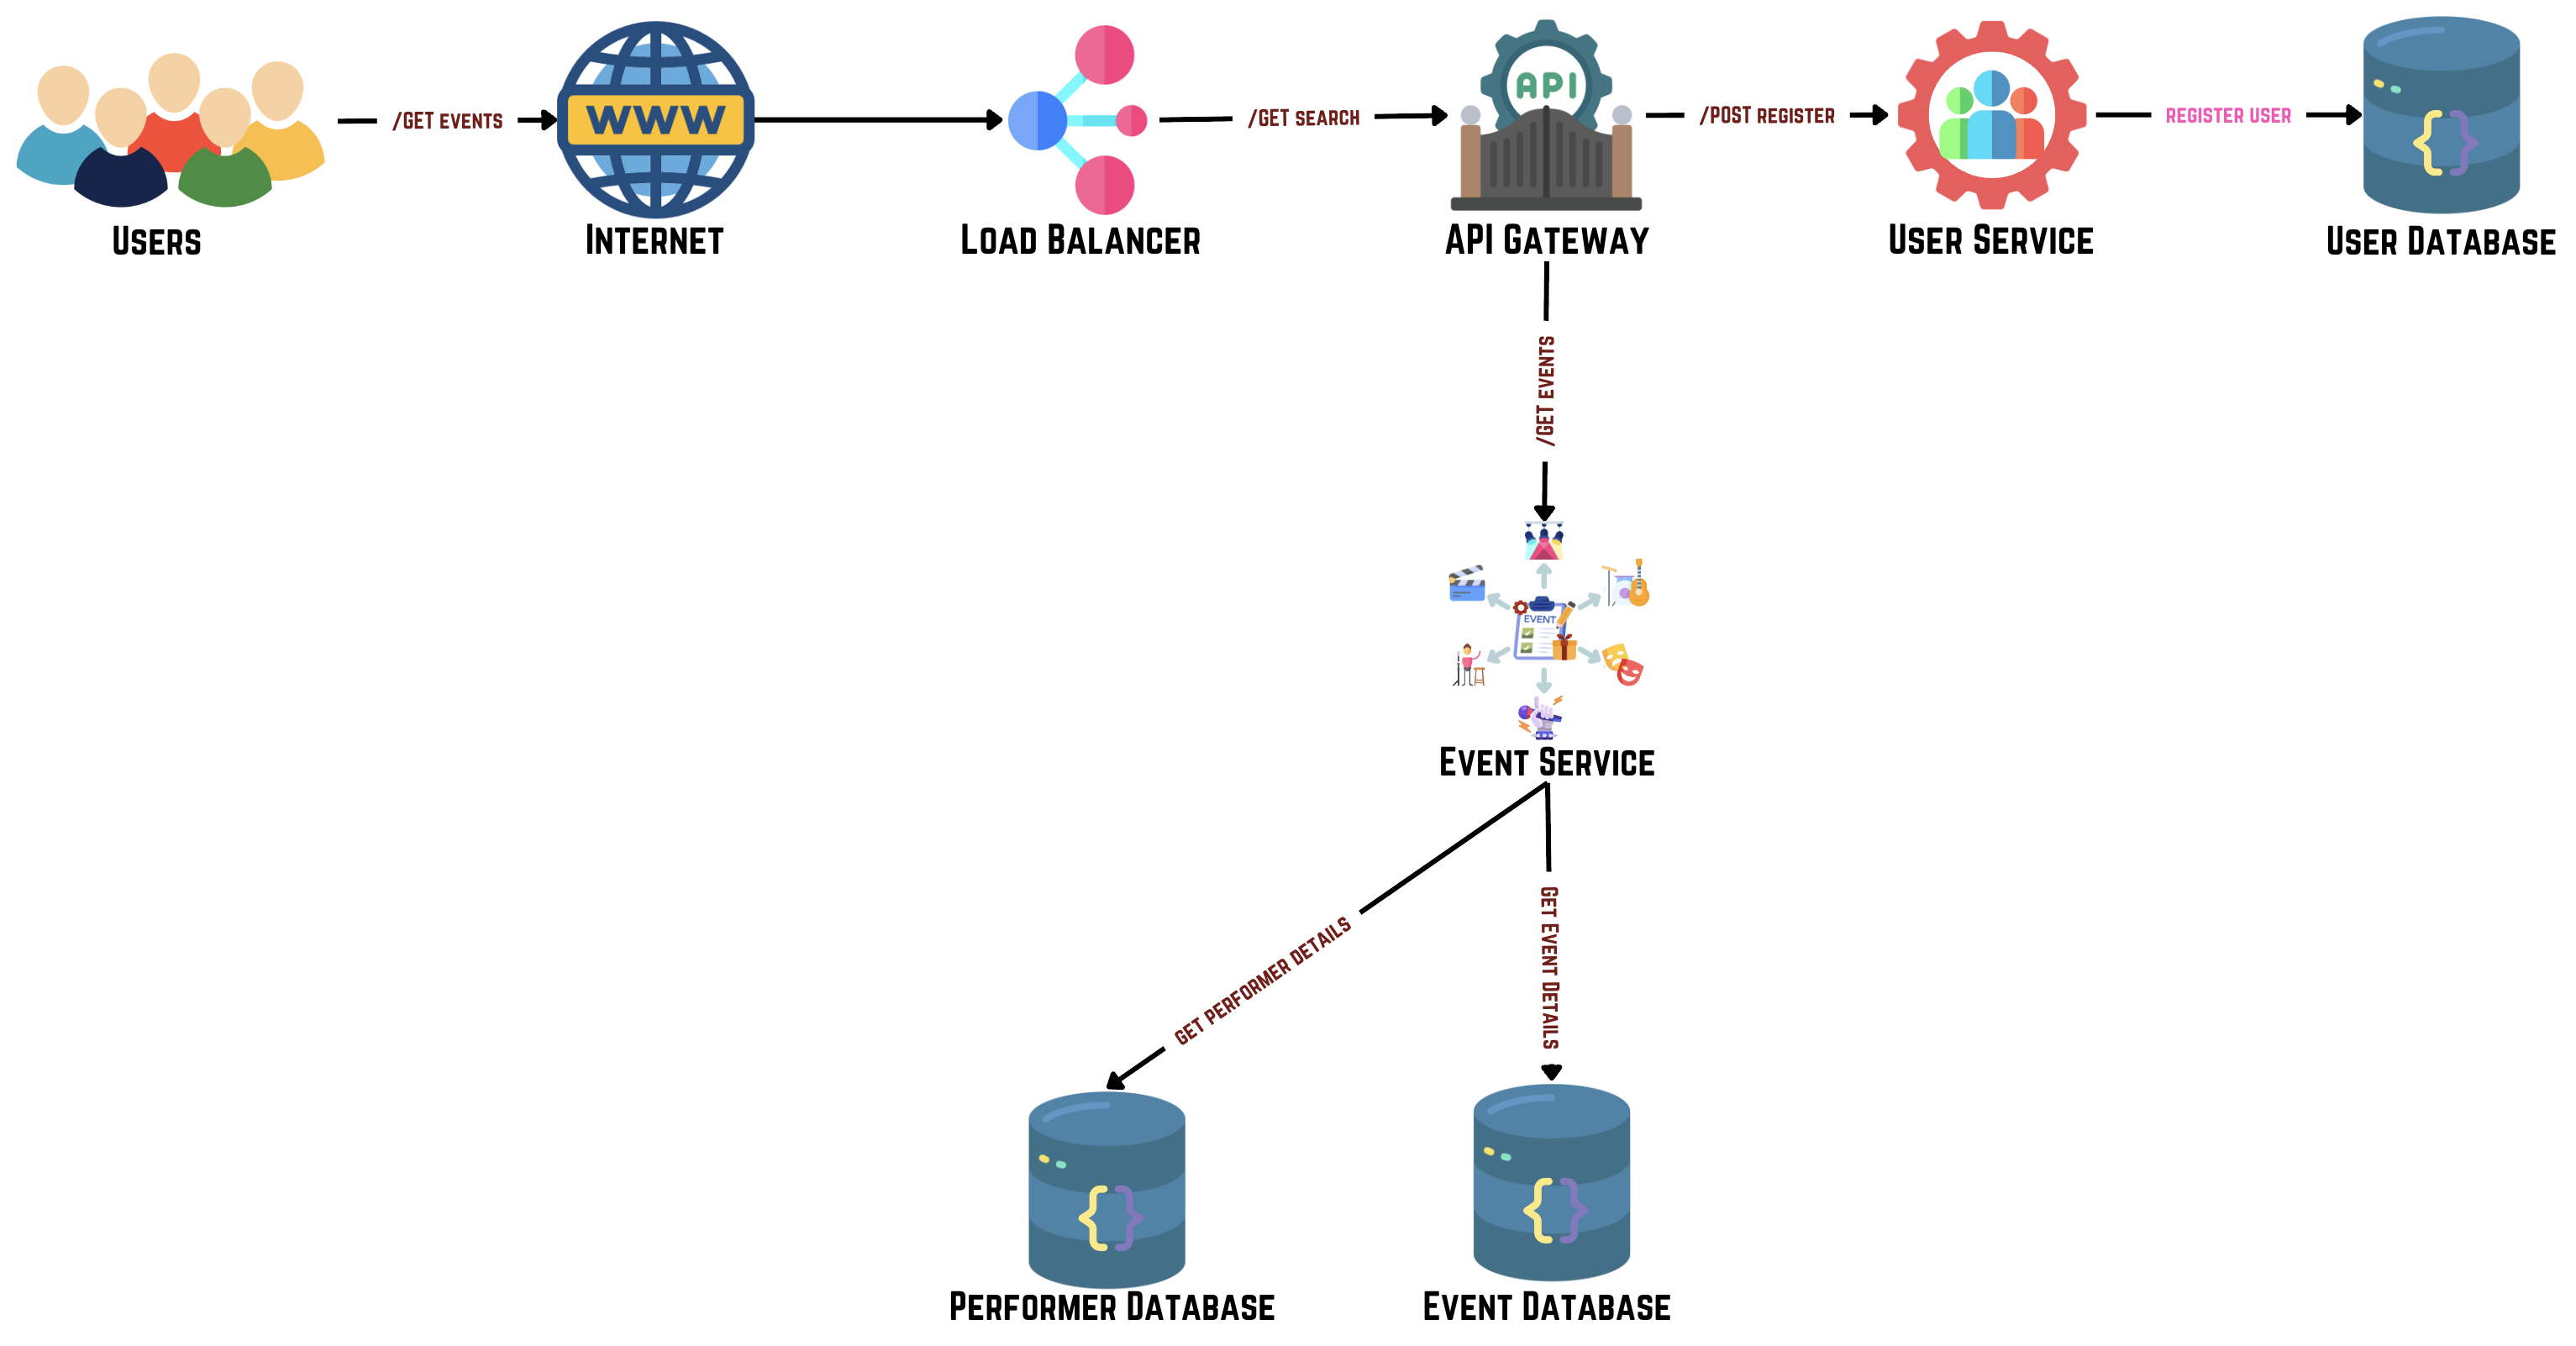 /GET EVENTS
WWW
/GET SEARCH
API
/POST REGISTER
REGISTER USER
USERS
INTERNET
LOAD BALANCER
API GATEWAY
USER SERVICE
USER DATABASE
/GET EVENTS
EVENT
EVENT SERVICE
GET PERFORMER DETAILS
GET EVENT DETAILS
PERFORMER DATABASE
EVENT DATABASE